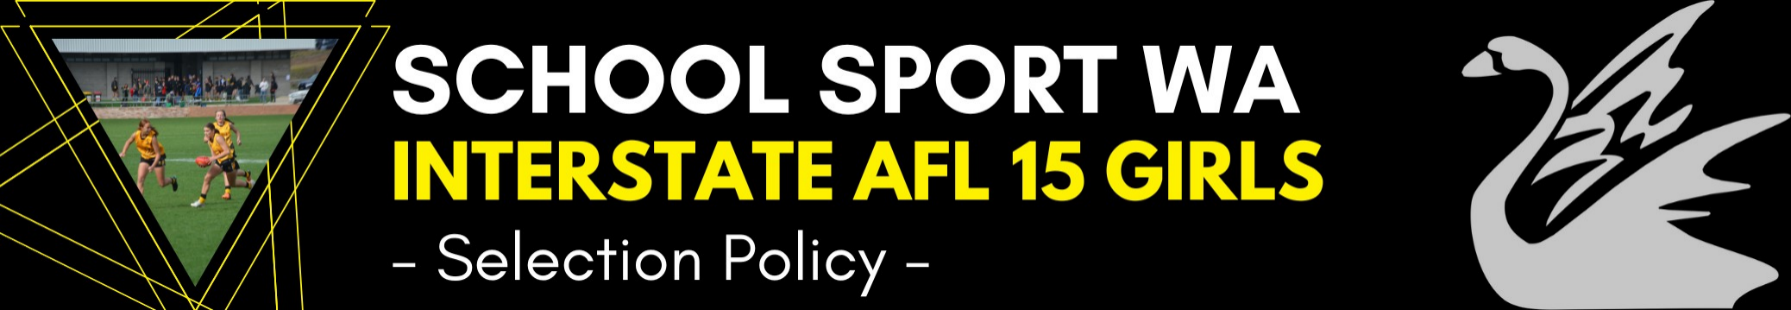 SCHOOL SPORT WA
INTERSTATE AFL 15 GIRLS
- Selection Policy -